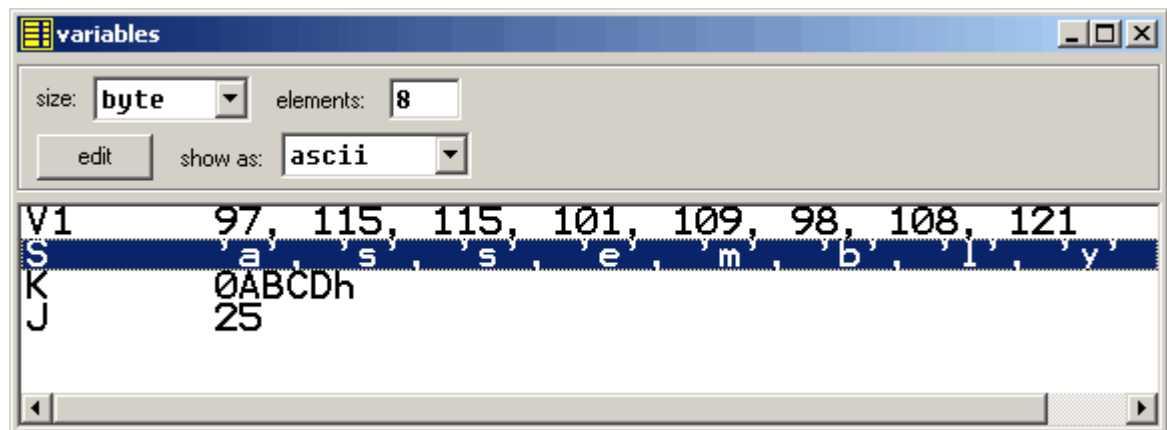 variables
size: byte elements: 8
edit show as: ascii
V1 97, 115, 115, 101, 109, 98, 108, 121
S 'a', 's', 's', 'e', 'm', 'b', 'l', 'y'
K 0ABCDh
J 25